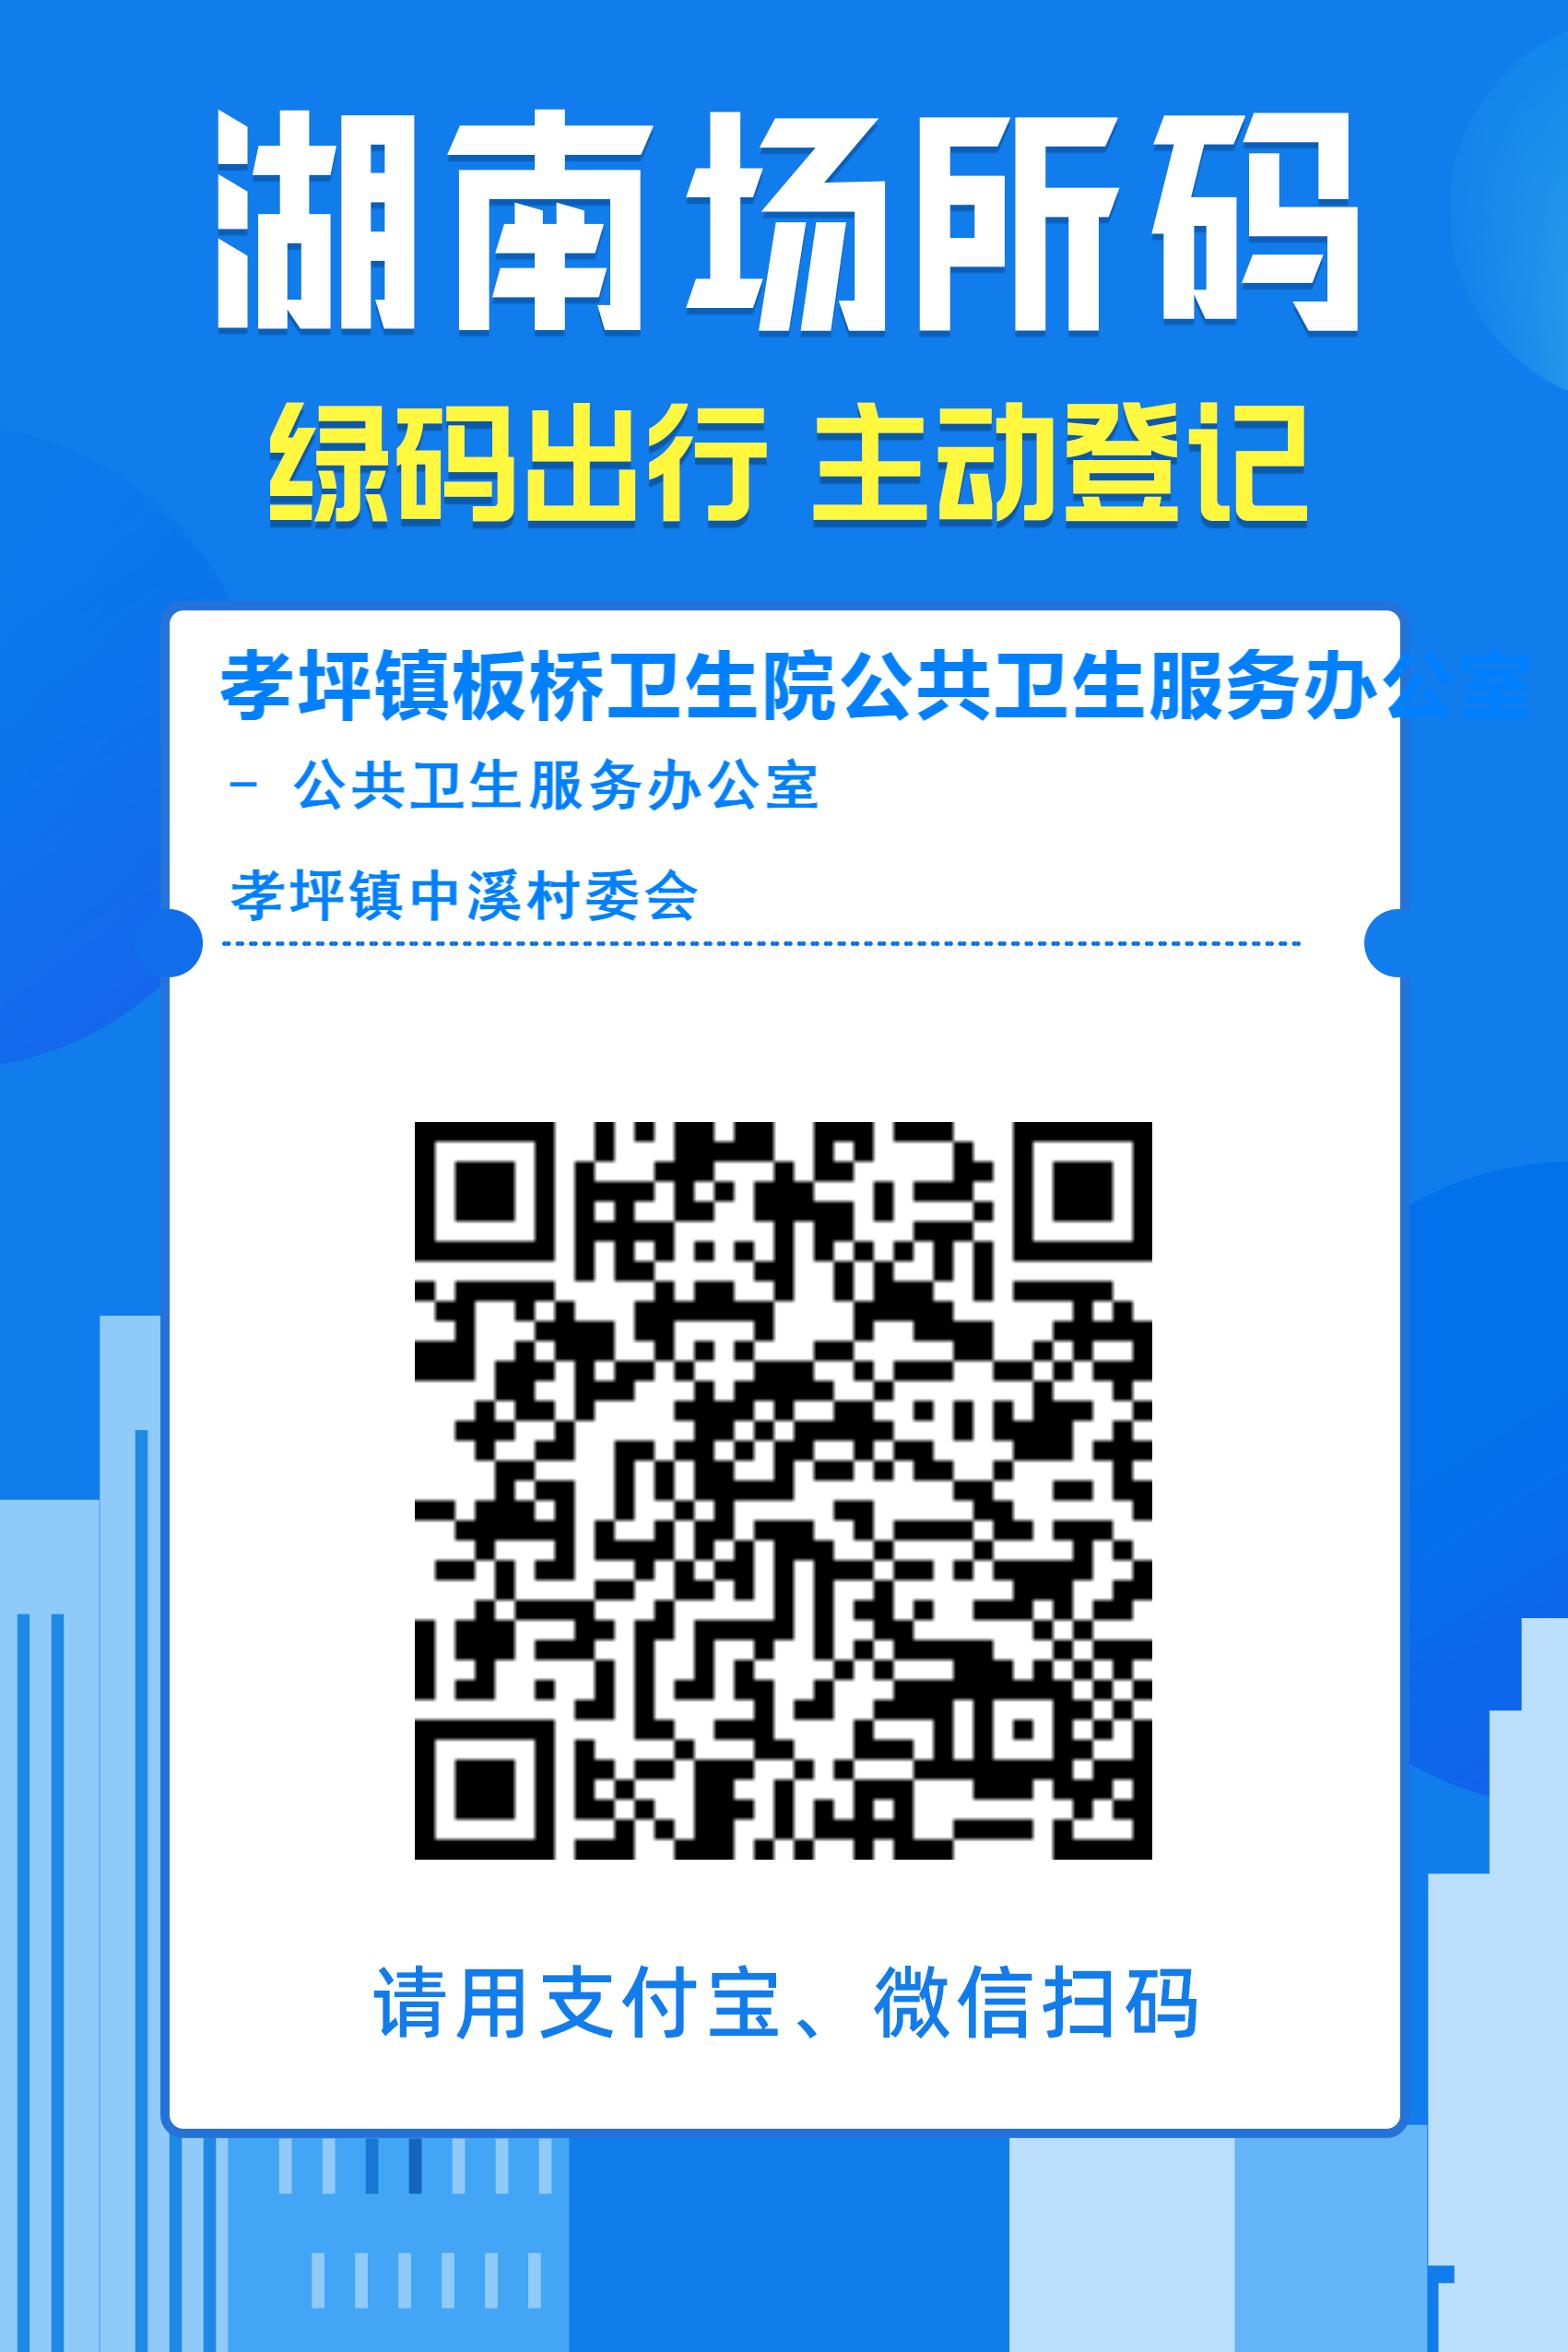 湖南场所码
绿码出行 主动登记
孝坪镇板桥卫生院公共卫生服务办公室
- 公共卫生服务办公室
孝坪镇中溪村委会
请用支付宝、微信扫码